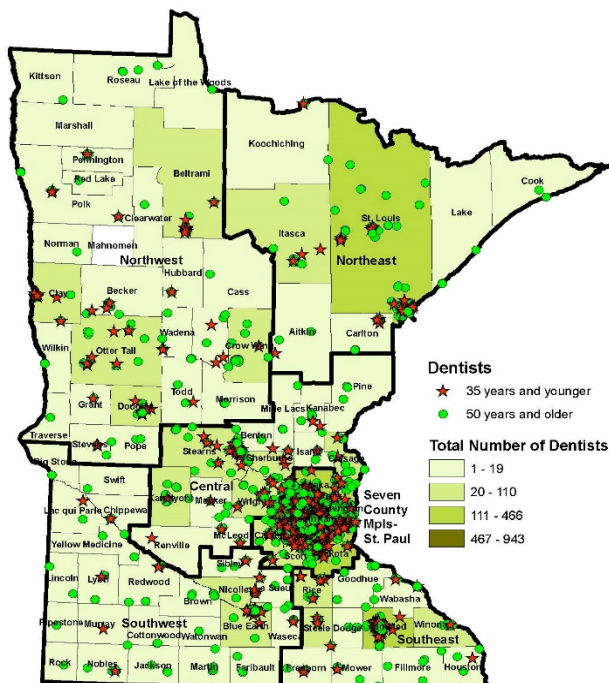 Kittson
Roseau
Lake of the Woods
Marshall
Koochiching
Pennington
Beltrami
Red Lake
Cook
Polk
St. Louis
Lake
Clearwater
Itasca
Norman
Mahnomen
Northwest
Northeast
Hubbard
Clay
Becker
Cass
Wadena
Aitkin
Carlton
Crow Wing
Wilkin
Otter Tail
Pine
Todd
Grant
Douglas
Morrison
Mille Lacs
Kanabec
Traverse
Stevens
Pope
Benton
Big Stone
Stearns
Sherburne
Isanti
Chisago
Swift
Central
Kandiyohi
Meeker
Wright
Lac qui Parle
Chippewa
Seven
County
Mpls-
St. Paul
Renville
McLeod
Yellow Medicine
Sibley
Scott
Lincoln
Lyon
Redwood
Nicollet
Le Sueur
Rice
Goodhue
Wabasha
Brown
Pipestone
Murray
Southwest
Blue Earth
Waseca
Steele
Dodge
Olmsted
Winona
Cottonwood
Watonwan
Southeast
Rock
Nobles
Jackson
Martin
Faribault
Freeborn
Mower
Fillmore
Houston
Dentists
35 years and younger
50 years and older
Total Number of Dentists
1 - 19
20 - 110
111 - 466
467 - 943